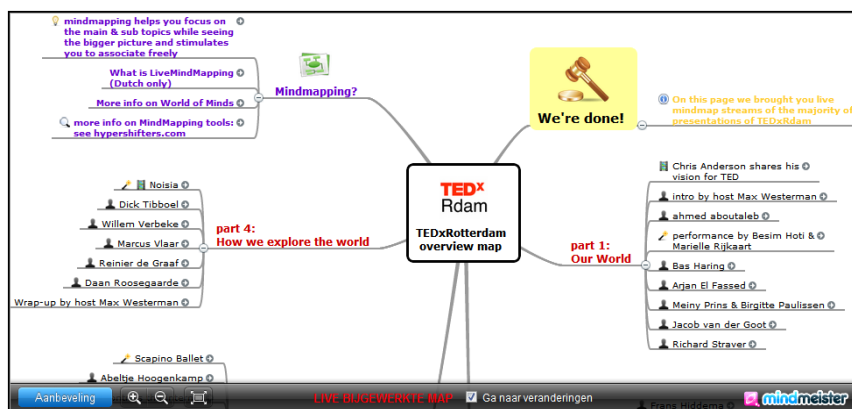 mindmapping helps you focus on
the main & sub topics while seeing
the bigger picture and stimulates
you to associate freely
What is LiveMindMapping
(Dutch only)
More info on World of Minds
more info on MindMapping tools:
see hypershifters.com
Mindmapping?
We're done!
On this page we brought you live
mindmap streams of the majority of
presentations of TEDxRdam
TEDx
Rdam
TEDxRotterdam
overview map
Noisia
Dick Tibboel
Willem Verbeke
Marcus Vlaar
Reinier de Graaf
Daan Roosegaarde
Wrap-up by host Max Westerman
part 4:
How we explore the world
part 1:
Our World
Chris Anderson shares his
vision for TED
intro by host Max Westerman
ahmed aboutaleb
performance by Besim Hoti &
Marielle Rijkaart
Bas Haring
Arjan El Fassed
Meiny Prins & Birgitte Paulissen
Jacob van der Goot
Richard Straver
Scapino Ballet
Abeltje Hoogenkamp
Frans Hiddema
Aanbeveling
LIVE BIJGEWERKTE MAP
Ga naar veranderingen
mindmeister